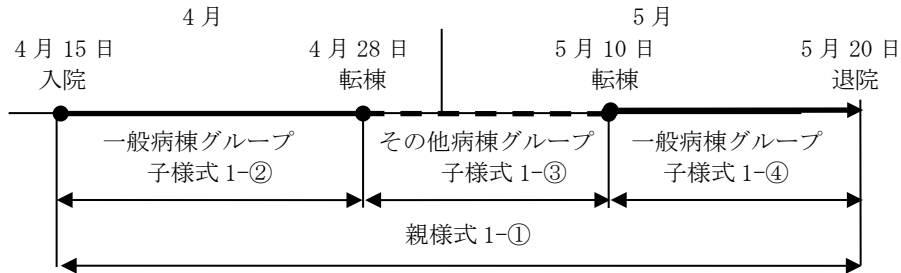 4月 5月
4月15日 4月28日 5月10日 5月20日
入院 転棟 転棟 退院
一般病棟グループ その他病棟グループ 一般病棟グループ
子様式1-② 子様式1-③ 子様式1-④
親様式1-①